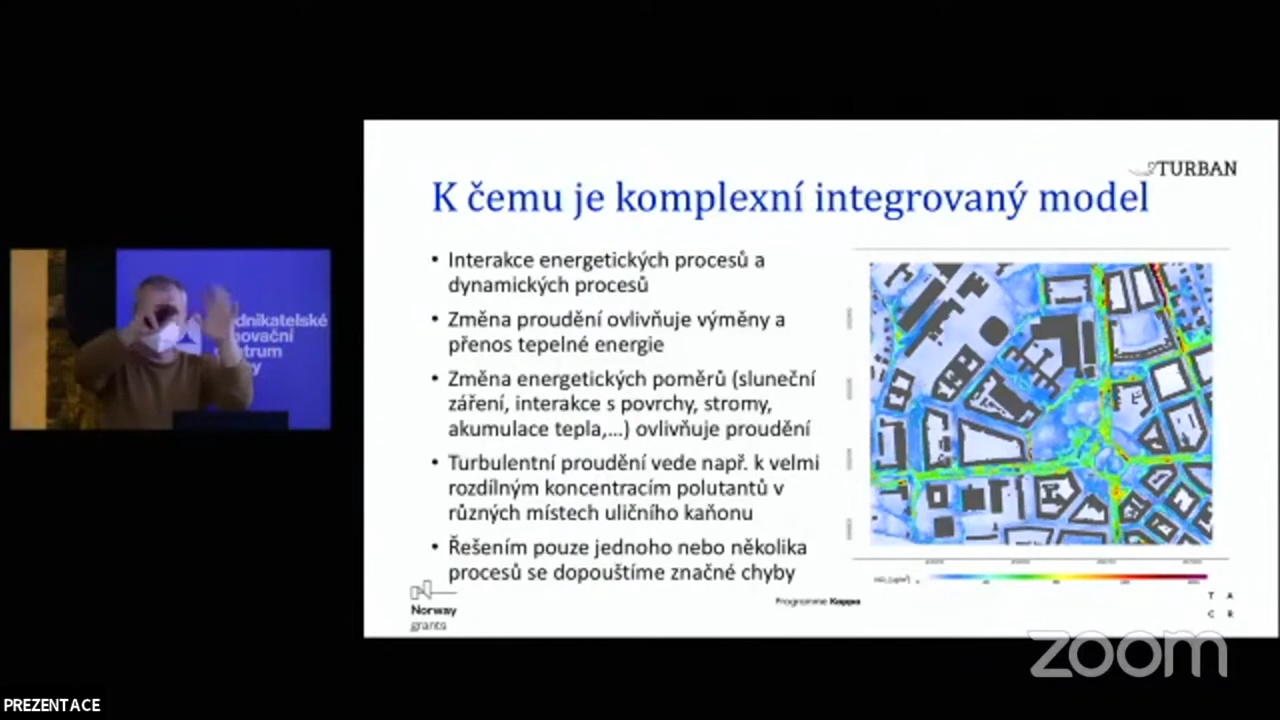 TURBAN
K čemu je komplexní integrovaný model
• Interakce energetických procesů a
dynamických procesů
• Změna proudění ovlivňuje výměny a
přenos tepelné energie
• Změna energetických poměrů (sluneční
záření, interakce s povrchy, stromy,
akumulace tepla,…) ovlivňuje proudění
• Turbulentní proudění vede např. k velmi
rozdílným koncentracím polutantů v
různých místech uličního kaňonu
• Řešením pouze jednoho nebo několika
procesů se dopouštíme značné chyby
dnikatelské
novační
ntrum
Norway
grants
Programme Kappa
T A
C R
zoom
PREZENTACE